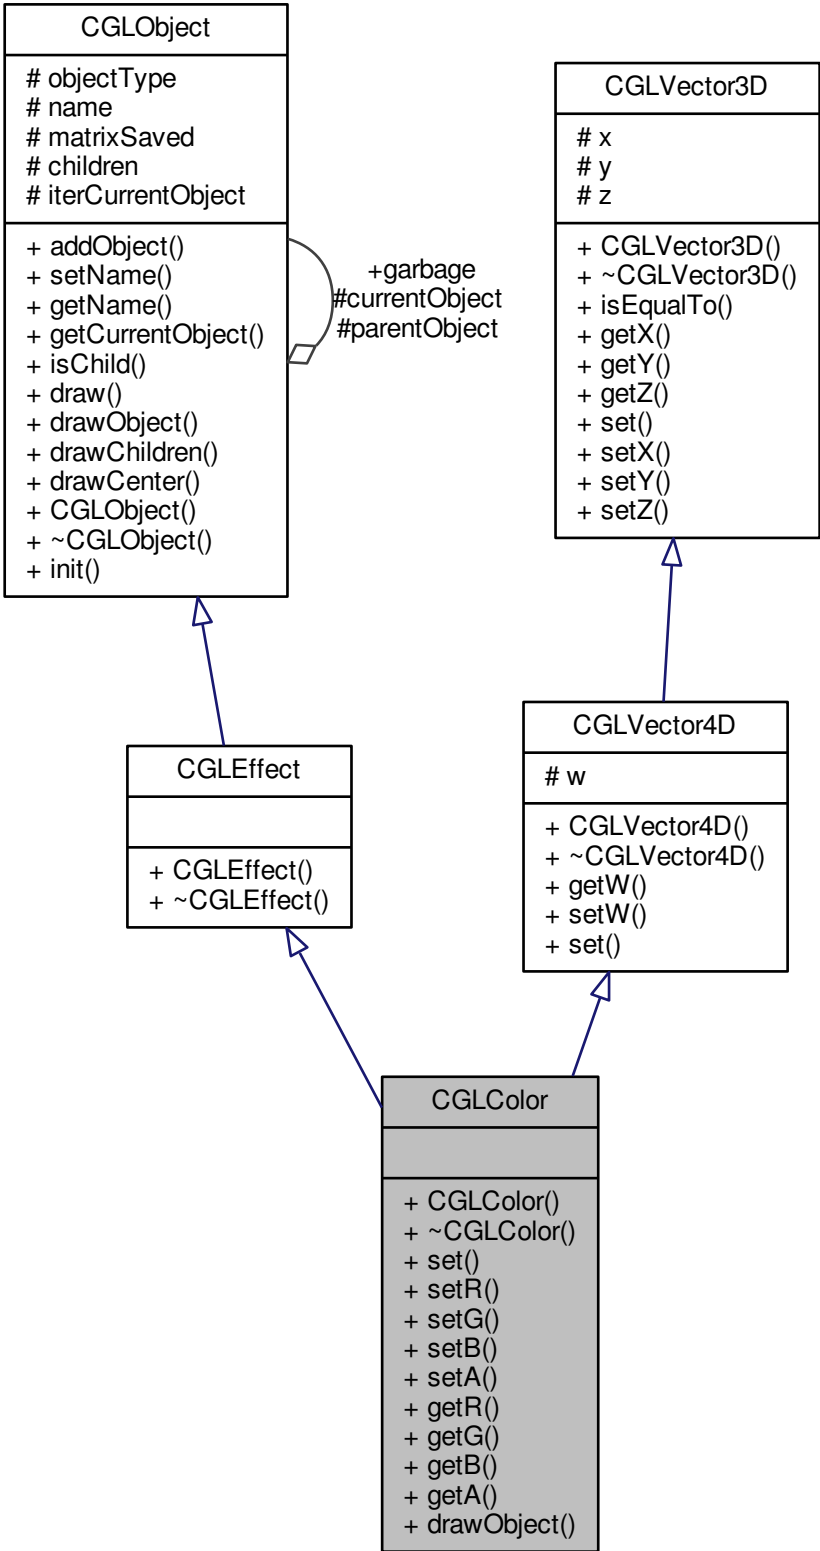 CGLObject
# objectType
# name
# matrixSaved
# children
# iterCurrentObject
+ addObject()
+ setName()
+ getName()
+ getCurrentObject()
+ isChild()
+ draw()
+ drawObject()
+ drawChildren()
+ drawCenter()
+ CGLObject()
+ ~CGLObject()
+ init()
+garbage
#currentObject
#parentObject
CGLVector3D
# x
# y
# z
+ CGLVector3D()
+ ~CGLVector3D()
+ isEqualTo()
+ getX()
+ getY()
+ getZ()
+ set()
+ setX()
+ setY()
+ setZ()
CGLEffect
+ CGLEffect()
+ ~CGLEffect()
CGLVector4D
# w
+ CGLVector4D()
+ ~CGLVector4D()
+ getW()
+ setW()
+ set()
CGLColor
+ CGLColor()
+ ~CGLColor()
+ set()
+ setR()
+ setG()
+ setB()
+ setA()
+ getR()
+ getG()
+ getB()
+ getA()
+ drawObject()